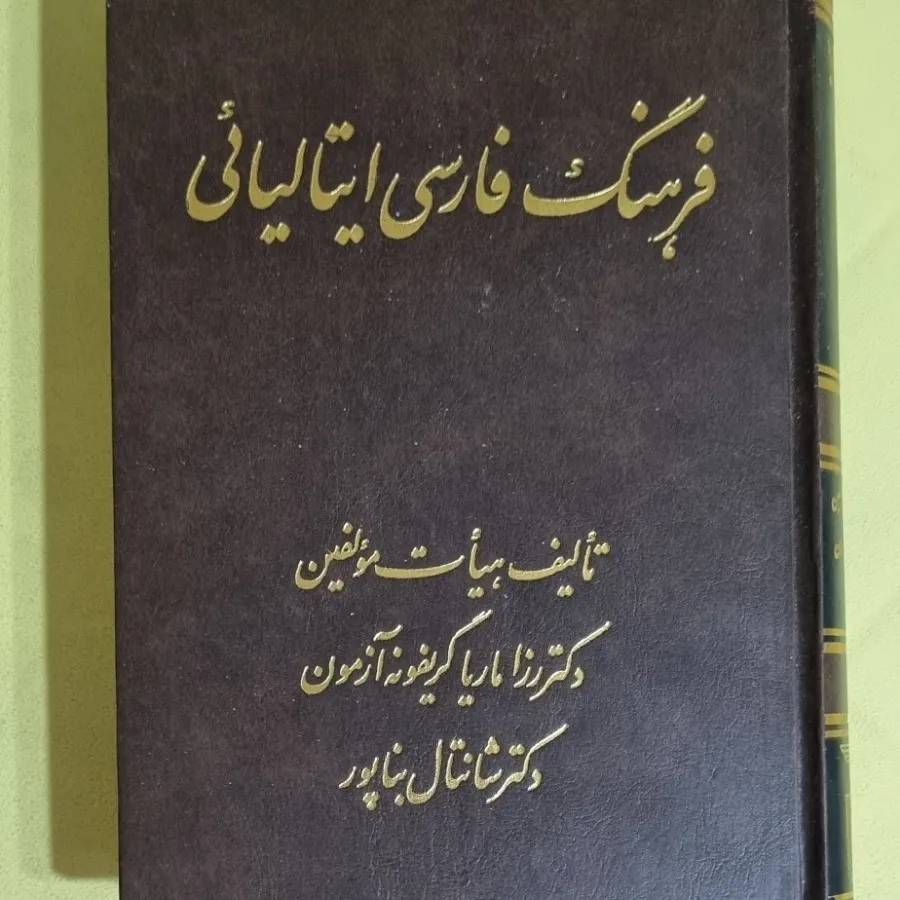 فرهنگ فارسی ایتالیائی
تألیف هیأت مؤلفین
دکتر رزا ماریا گریفونه آزمون
دکتر شانتال بناپور